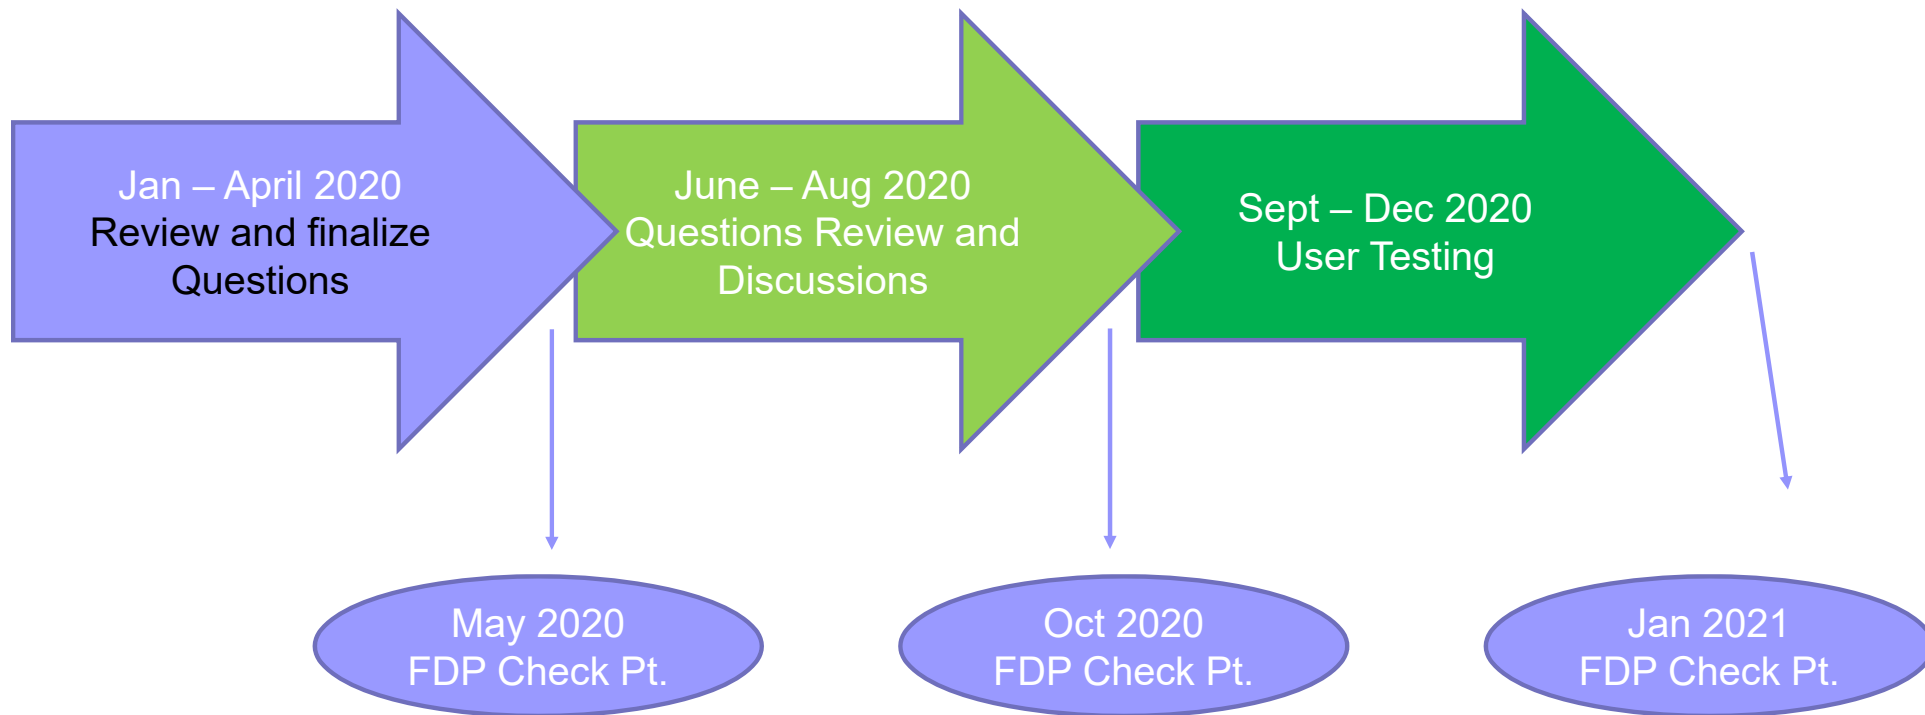 Jan – April 2020
Review and finalize
Questions
June – Aug 2020
Questions Review and
Discussions
Sept – Dec 2020
User Testing
May 2020
FDP Check Pt.
Oct 2020
FDP Check Pt.
Jan 2021
FDP Check Pt.